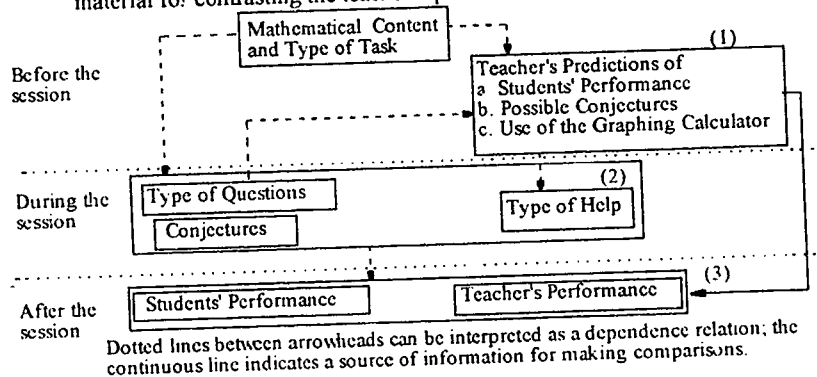 Mathematical Content
and Type of Task
(1)
Before the
session
Teacher's Predictions of
a Students' Performance
b. Possible Conjectures
c. Use of the Graphing Calculator
During the
session
(2)
Type of Questions
Type of Help
Conjectures
(3)
After the
session
Students' Performance
Teacher's Performance
Dotted lines between arrowheads can be interpreted as a dependence relation; the
continuous line indicates a source of information for making comparisons.